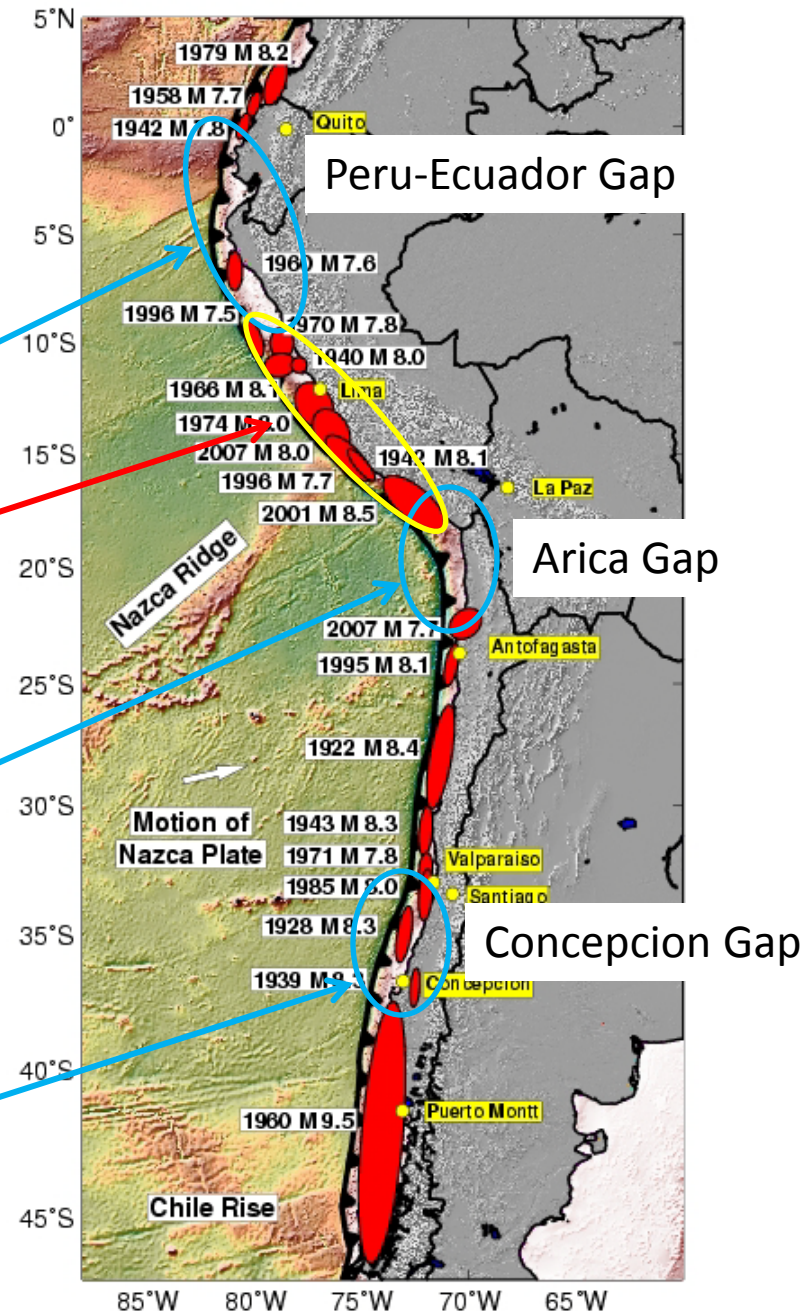 5°N
1979 M 8.2
1958 M 7.7
1942 M 7.8
0°
Quito
Peru-Ecuador Gap
5°S
1960 M 7.6
1996 M 7.5
1970 M 7.8
10°S
1940 M 8.0
1966 M 8.1
Lima
1974 M 8.0
2007 M 8.0
1942 M 8.1
15°S
1996 M 7.7
La Paz
2001 M 8.5
Nazca Ridge
Arica Gap
20°S
2007 M 7.7
Antofagasta
1995 M 8.1
25°S
1922 M 8.4
30°S
Motion of
Nazca Plate
1943 M 8.3
1971 M 7.8
Valparaiso
1985 M 8.0
Santiago
1928 M 8.3
35°S
Concepcion Gap
1939 M 8.3
Concepcion
40°S
1960 M 9.5
Puerto Montt
Chile Rise
45°S
85°W
80°W
75°W
70°W
65°W